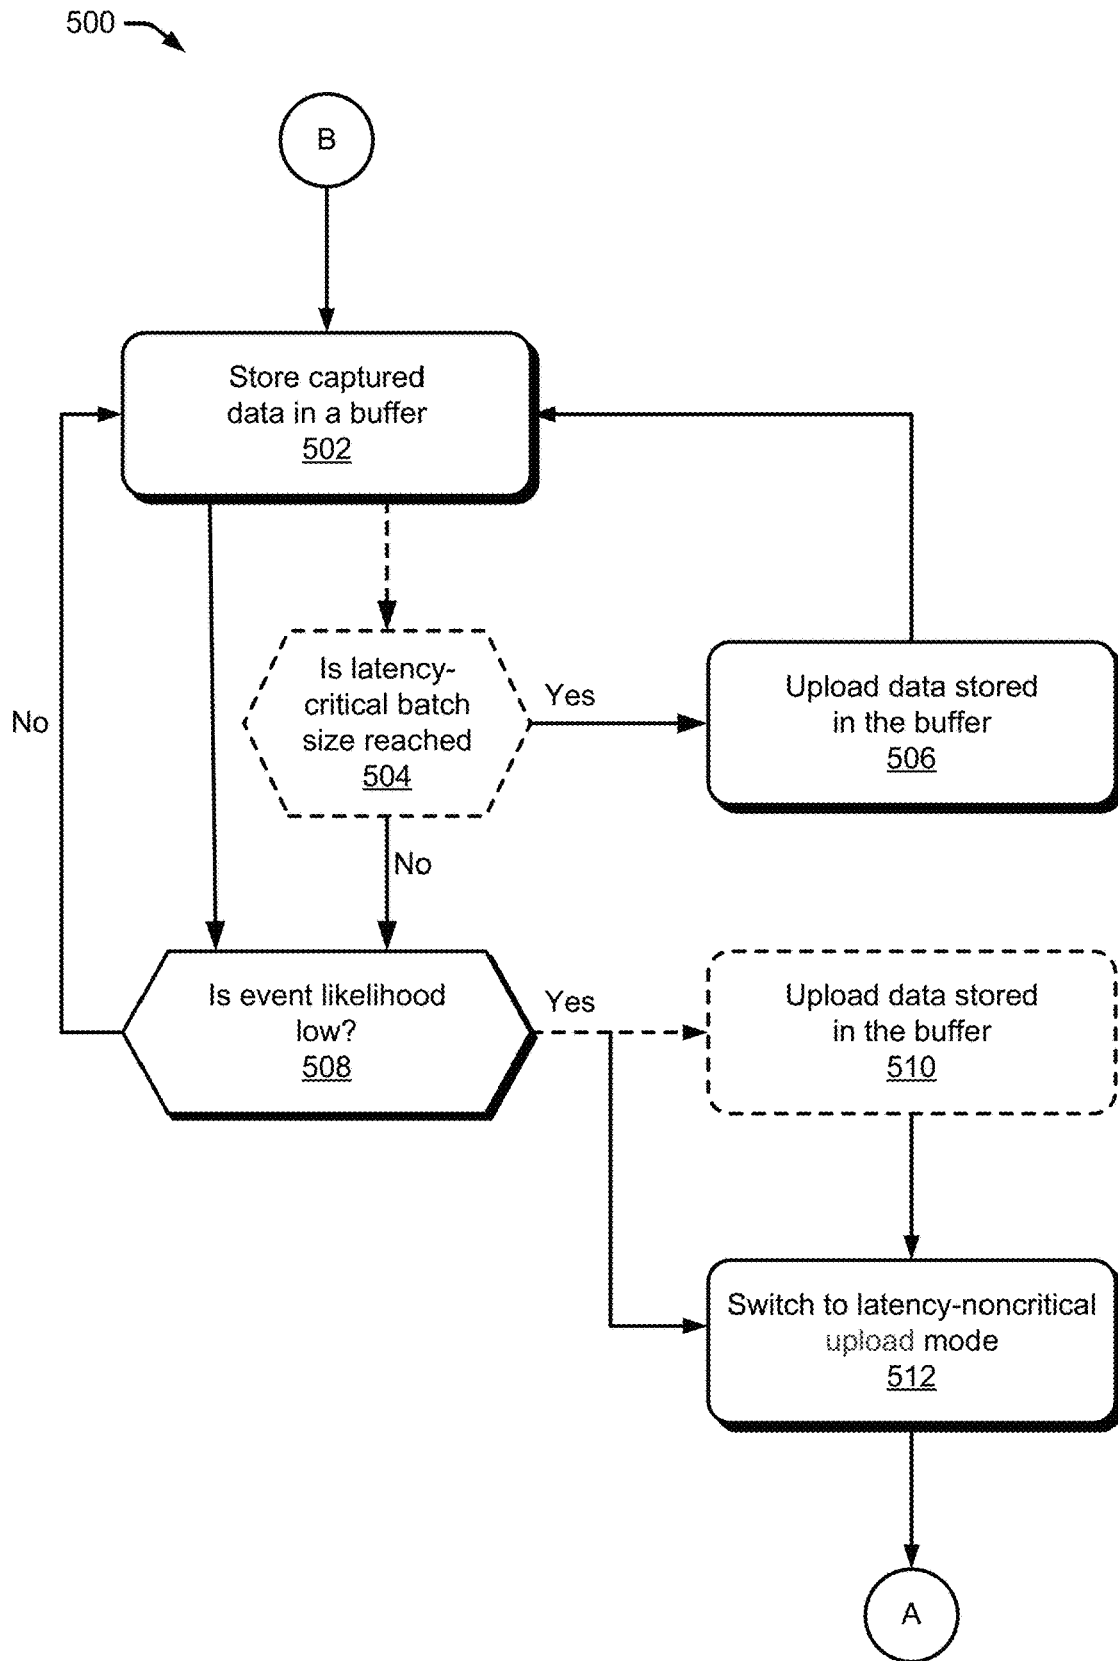 500
B
Store captured
data in a buffer
502
Is latency-
critical batch
size reached
504
Yes
Upload data stored
in the buffer
506
No
No
Is event likelihood
low?
508
Yes
Upload data stored
in the buffer
510
Switch to latency-noncritical
upload mode
512
A